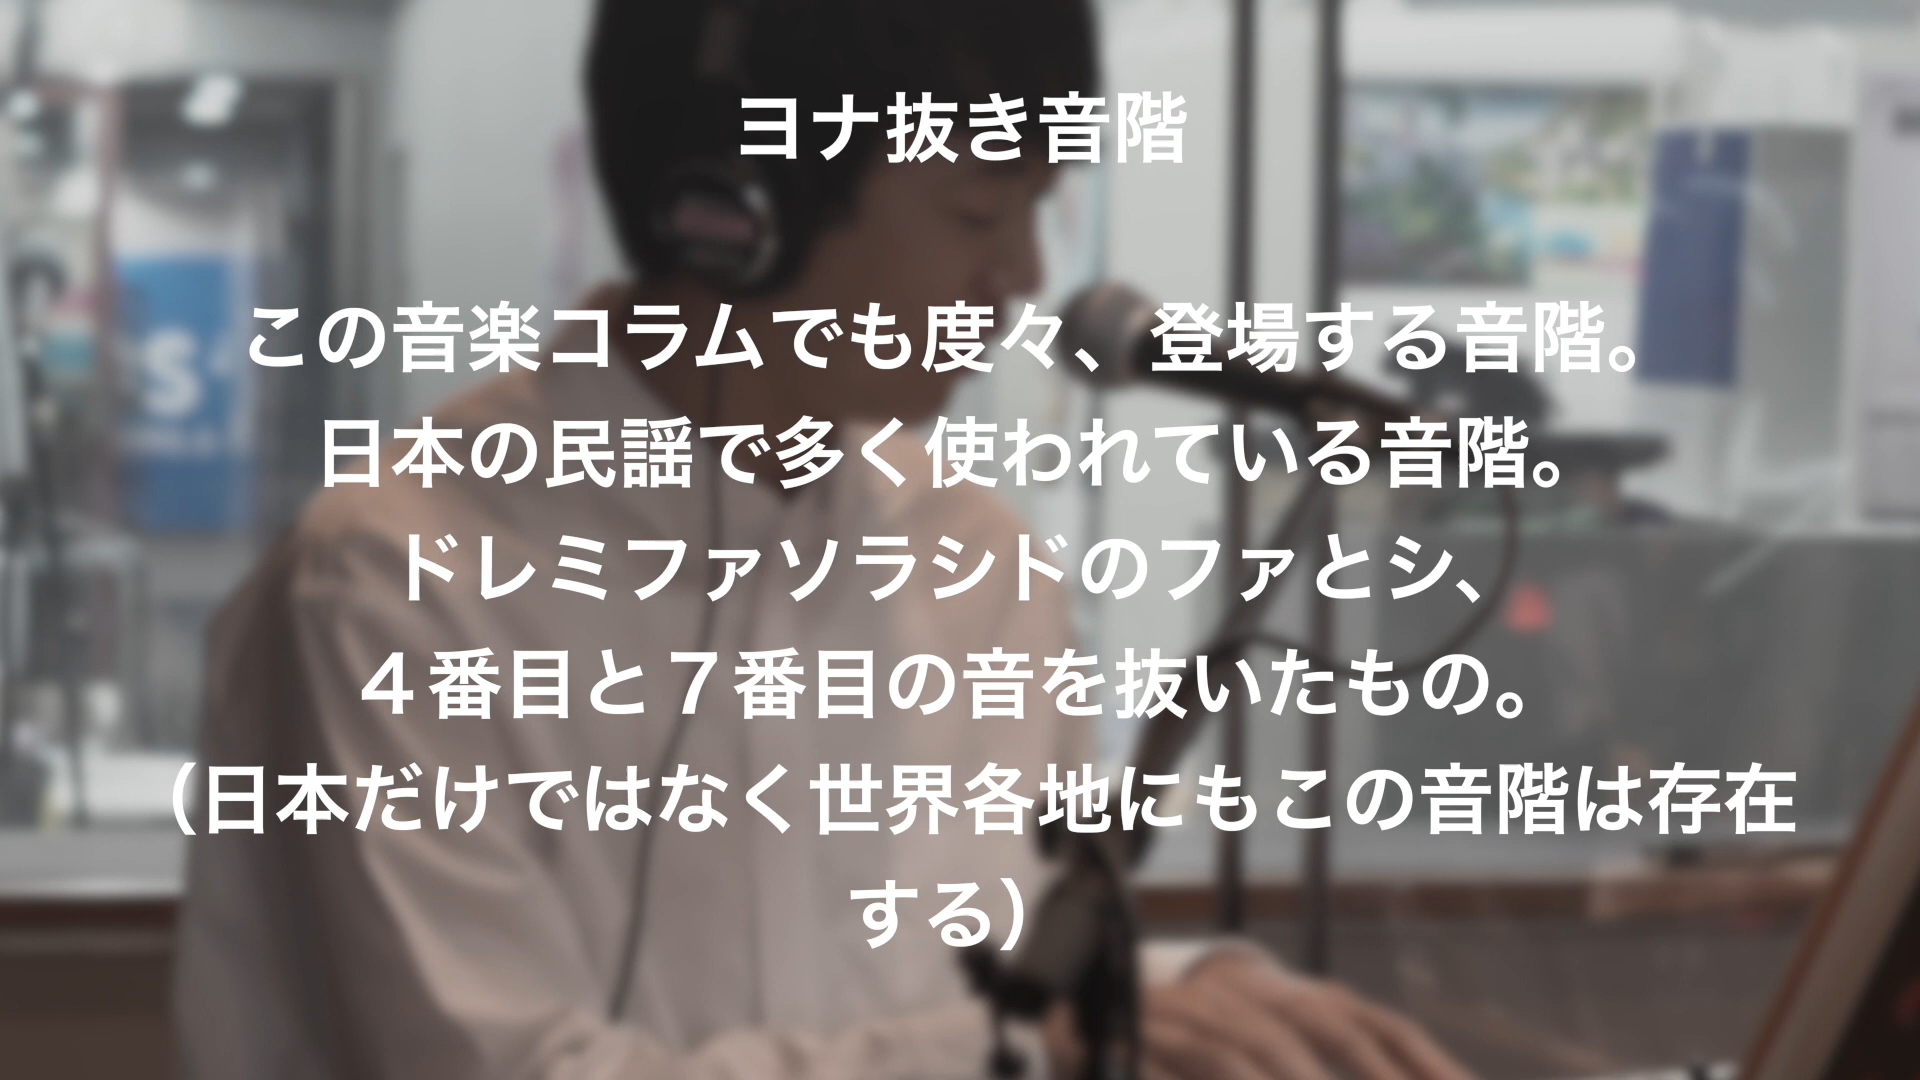 ヨナ抜き音階
この音楽コラムでも度々、登場する音階。
日本の民謡で多く使われている音階。
ドレミファソラシドのファとシ、
４番目と７番目の音を抜いたもの。
（日本だけではなく世界各地にもこの音階は存在
する）
S